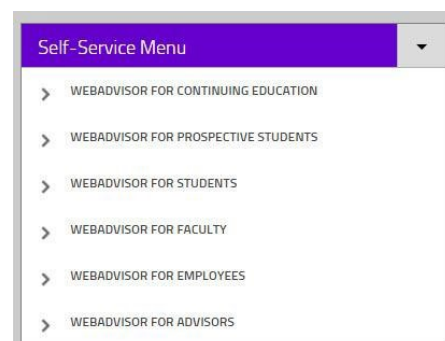 Self-Service Menu
WEBADVISOR FOR CONTINUING EDUCATION
WEBADVISOR FOR PROSPECTIVE STUDENTS
WEBADVISOR FOR STUDENTS
WEBADVISOR FOR FACULTY
WEBADVISOR FOR EMPLOYEES
WEBADVISOR FOR ADVISORS